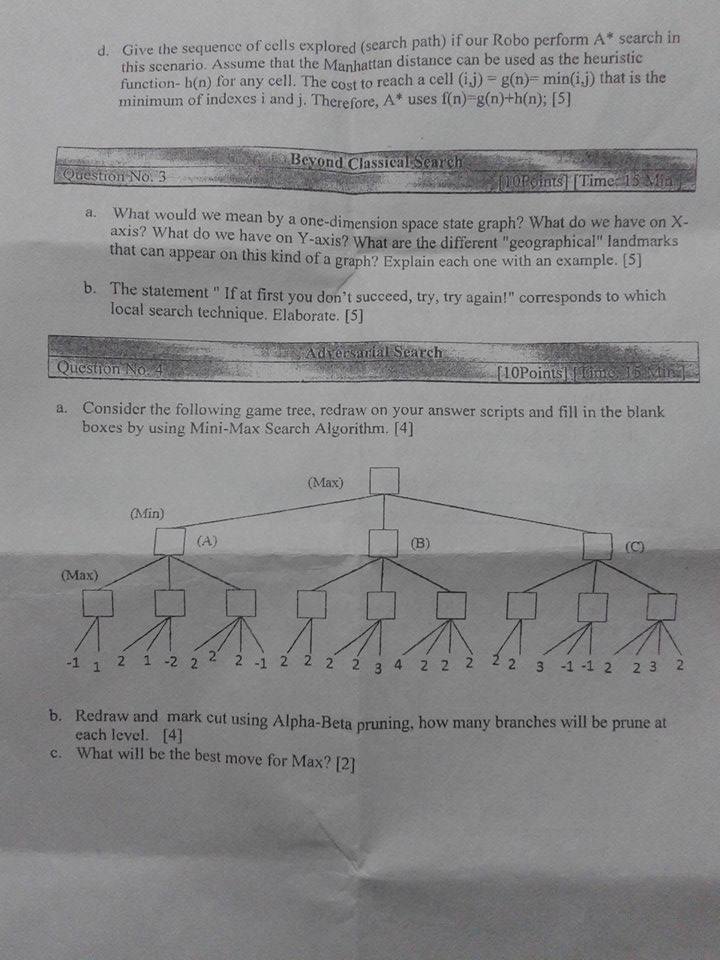 d. Give the sequence of cells explored (search path) if our Robo perform A* search in
this scenario. Assume that the Manhattan distance can be used as the heuristic
function- h(n) for any cell. The cost to reach a cell (i,j) = g(n)= min(i,j) that is the
minimum of indexes i and j. Therefore, A* uses f(n)=g(n)+h(n); [5]
Beyond Classical Search
Question No. 3 [10Points] [Time: 15 Min]
a. What would we mean by a one-dimension space state graph? What do we have on X-
axis? What do we have on Y-axis? What are the different "geographical" landmarks
that can appear on this kind of a graph? Explain each one with an example. [5]
b. The statement " If at first you don't succeed, try, try again!" corresponds to which
local search technique. Elaborate. [5]
Adversarial Search
Question No. 4 [10Points] [Time: 15 Min]
a. Consider the following game tree, redraw on your answer scripts and fill in the blank
boxes by using Mini-Max Search Algorithm. [4]
(Max)
(Min)
(A) (B) (C)
(Max)
-1 1 2 1 -2 2 2 2 -1 2 2 2 2 3 4 2 2 2 2 2 3 -1 -1 2 2 3 2
b. Redraw and mark cut using Alpha-Beta pruning, how many branches will be prune at
each level. [4]
c. What will be the best move for Max? [2]